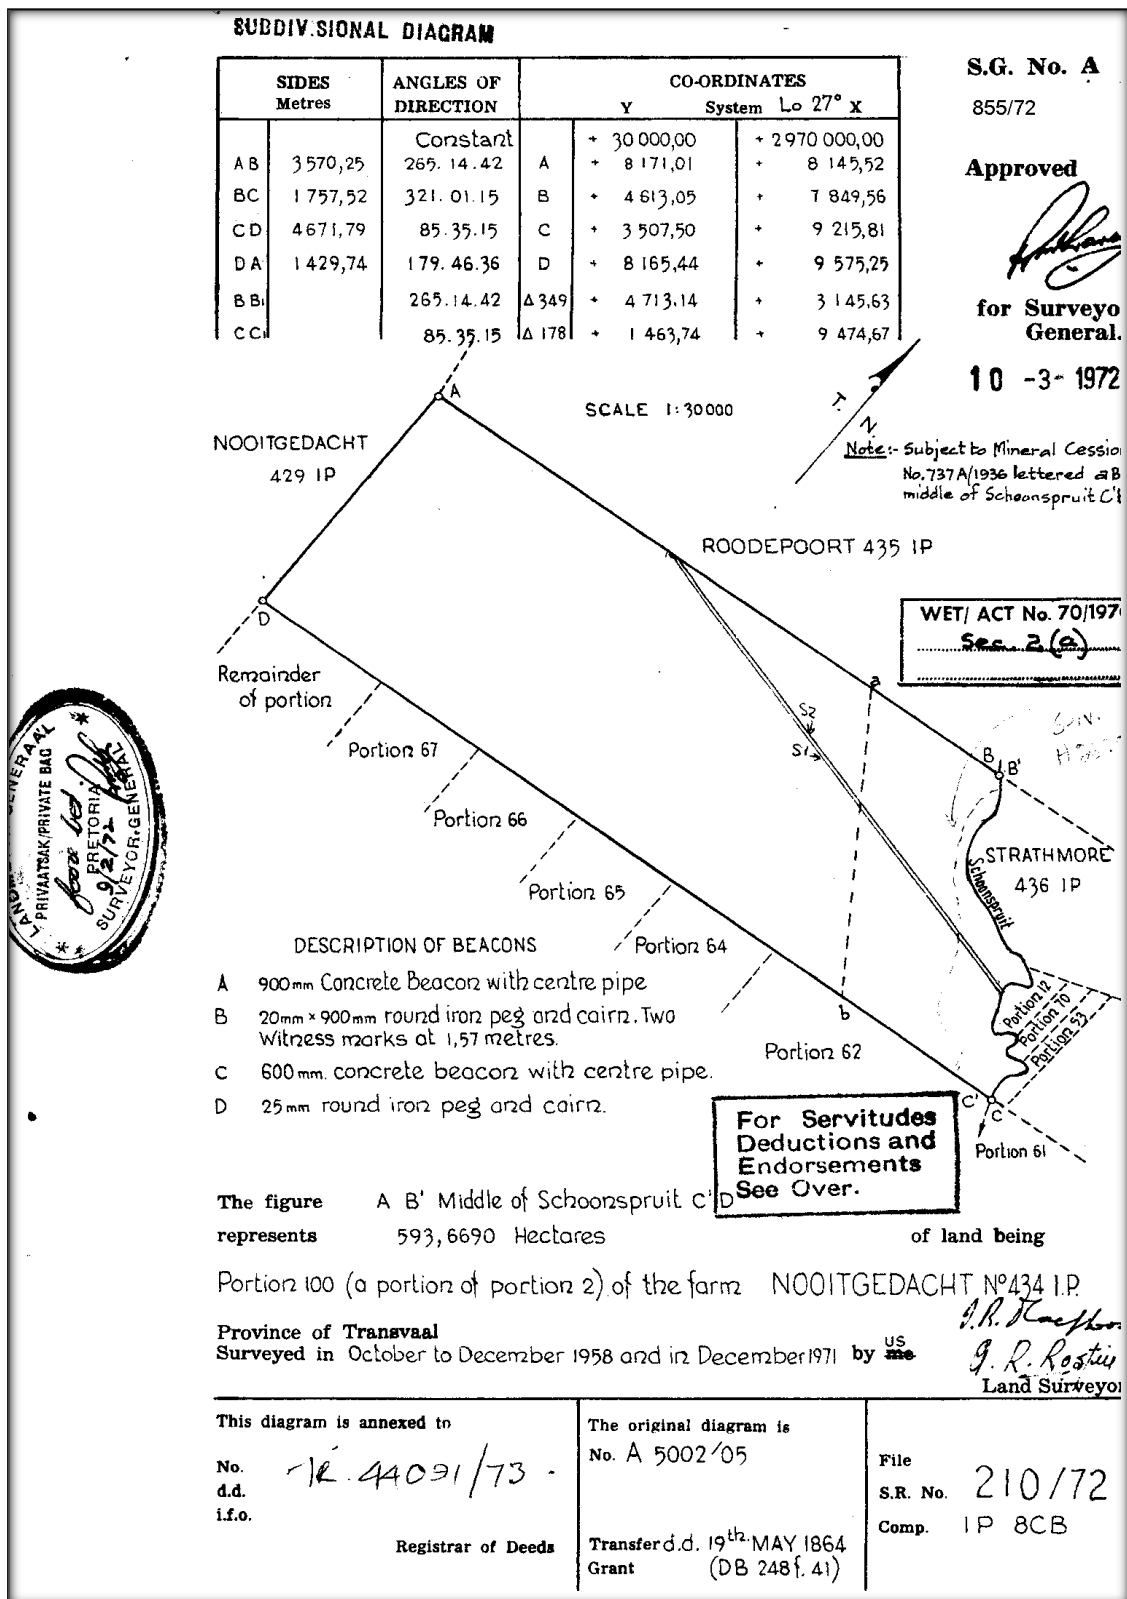 SUBDIVISIONAL DIAGRAM
SIDES
Metres
ANGLES OF
DIRECTION
CO-ORDINATES
Y System Lo 27° X
Constant + 30 000,00 + 2 970 000,00
AB 3 570,25 265.14.42 A + 8 171,01 + 8 145,52
BC 1 757,52 321.01.15 B + 4 613,05 + 7 849,56
CD 4 671,79 85.35.15 C + 3 507,50 + 9 215,81
DA 1 429,74 179.46.36 D + 8 165,44 + 9 575,25
BB1 265.14.42 Δ 349 + 4 713,14 + 3 145,63
CC1 85.35.15 Δ 178 + 1 463,74 + 9 474,67
S.G. No. A
855/72
Approved
for Surveyo
General.
10 -3- 1972
SCALE 1:30000
T. N.
Note:- Subject to Mineral Cessio
No.737A/1936 lettered aB
middle of Schoonspruit C'b
A
NOOITGEDACHT
429 IP
ROODEPOORT 435 IP
WET/ ACT No. 70/197
Sec. 2(a)
D
Remainder
of portion
a
S2
S1
B B'
Portion 67
Portion 66
Portion 65
Portion 64
Portion 62
STRATHMORE
436 IP
Schoonspruit
Portion 12
Portion 70
Portion 53
b
C' C
Portion 61
PRIVAATSAK/PRIVATE BAG
PRETORIA
9/2/72
SURVEYOR-GENERAL
DESCRIPTION OF BEACONS
A 900mm Concrete Beacon with centre pipe
B 20mm × 900mm round iron peg and cairn. Two
Witness marks at 1,57 metres.
C 600mm. concrete beacon with centre pipe.
D 25mm round iron peg and cairn.
For Servitudes
Deductions and
Endorsements
See Over.
The figure A B' Middle of Schoonspruit C'D
represents 593,6690 Hectares of land being
Portion 100 (a portion of portion 2) of the farm NOOITGEDACHT Nº434 I.P.
Province of Transvaal
Surveyed in October to December 1958 and in December 1971 by me us
Land Surveyo
This diagram is annexed to
No. 44091/73
d.d.
i.f.o.
Registrar of Deeds
The original diagram is
No. A 5002/05
Transfer d.d. 19th MAY 1864
Grant (DB 248 f. 41)
File
S.R. No. 210/72
Comp. IP 8CB